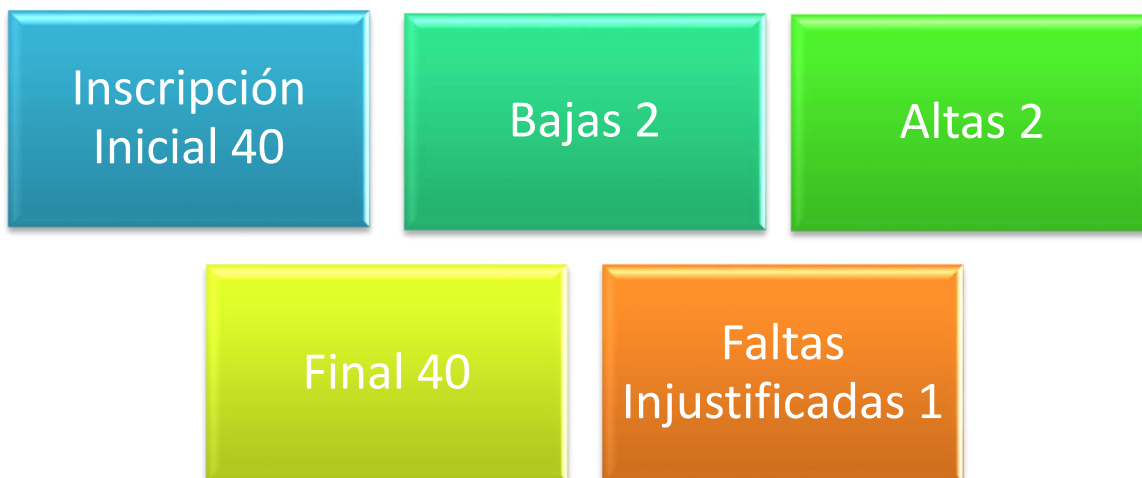 Inscripción
Inicial 40
Bajas 2
Altas 2
Final 40
Faltas
Injustificadas 1